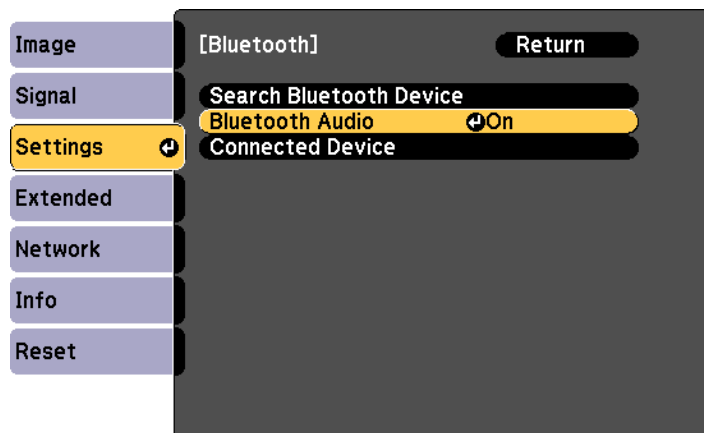 Image
Signal
Settings
Extended
Network
Info
Reset
[Bluetooth] Return
Search Bluetooth Device
Bluetooth Audio On
Connected Device